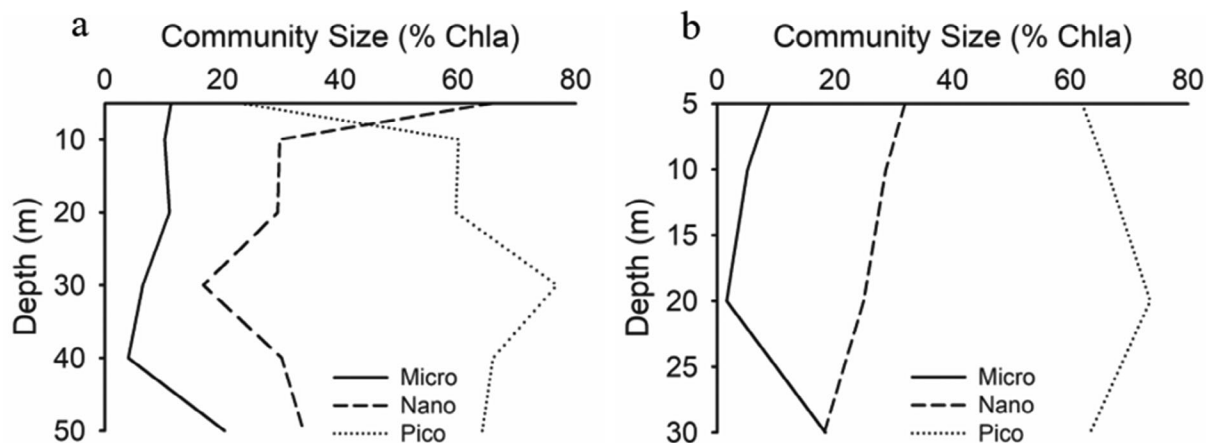 a
Community Size (% Chla)
0 20 40 60 80
Depth (m)
10
20
30
40
50
Micro
Nano
Pico
b
Community Size (% Chla)
0 20 40 60 80
Depth (m)
5
10
15
20
25
30
Micro
Nano
Pico